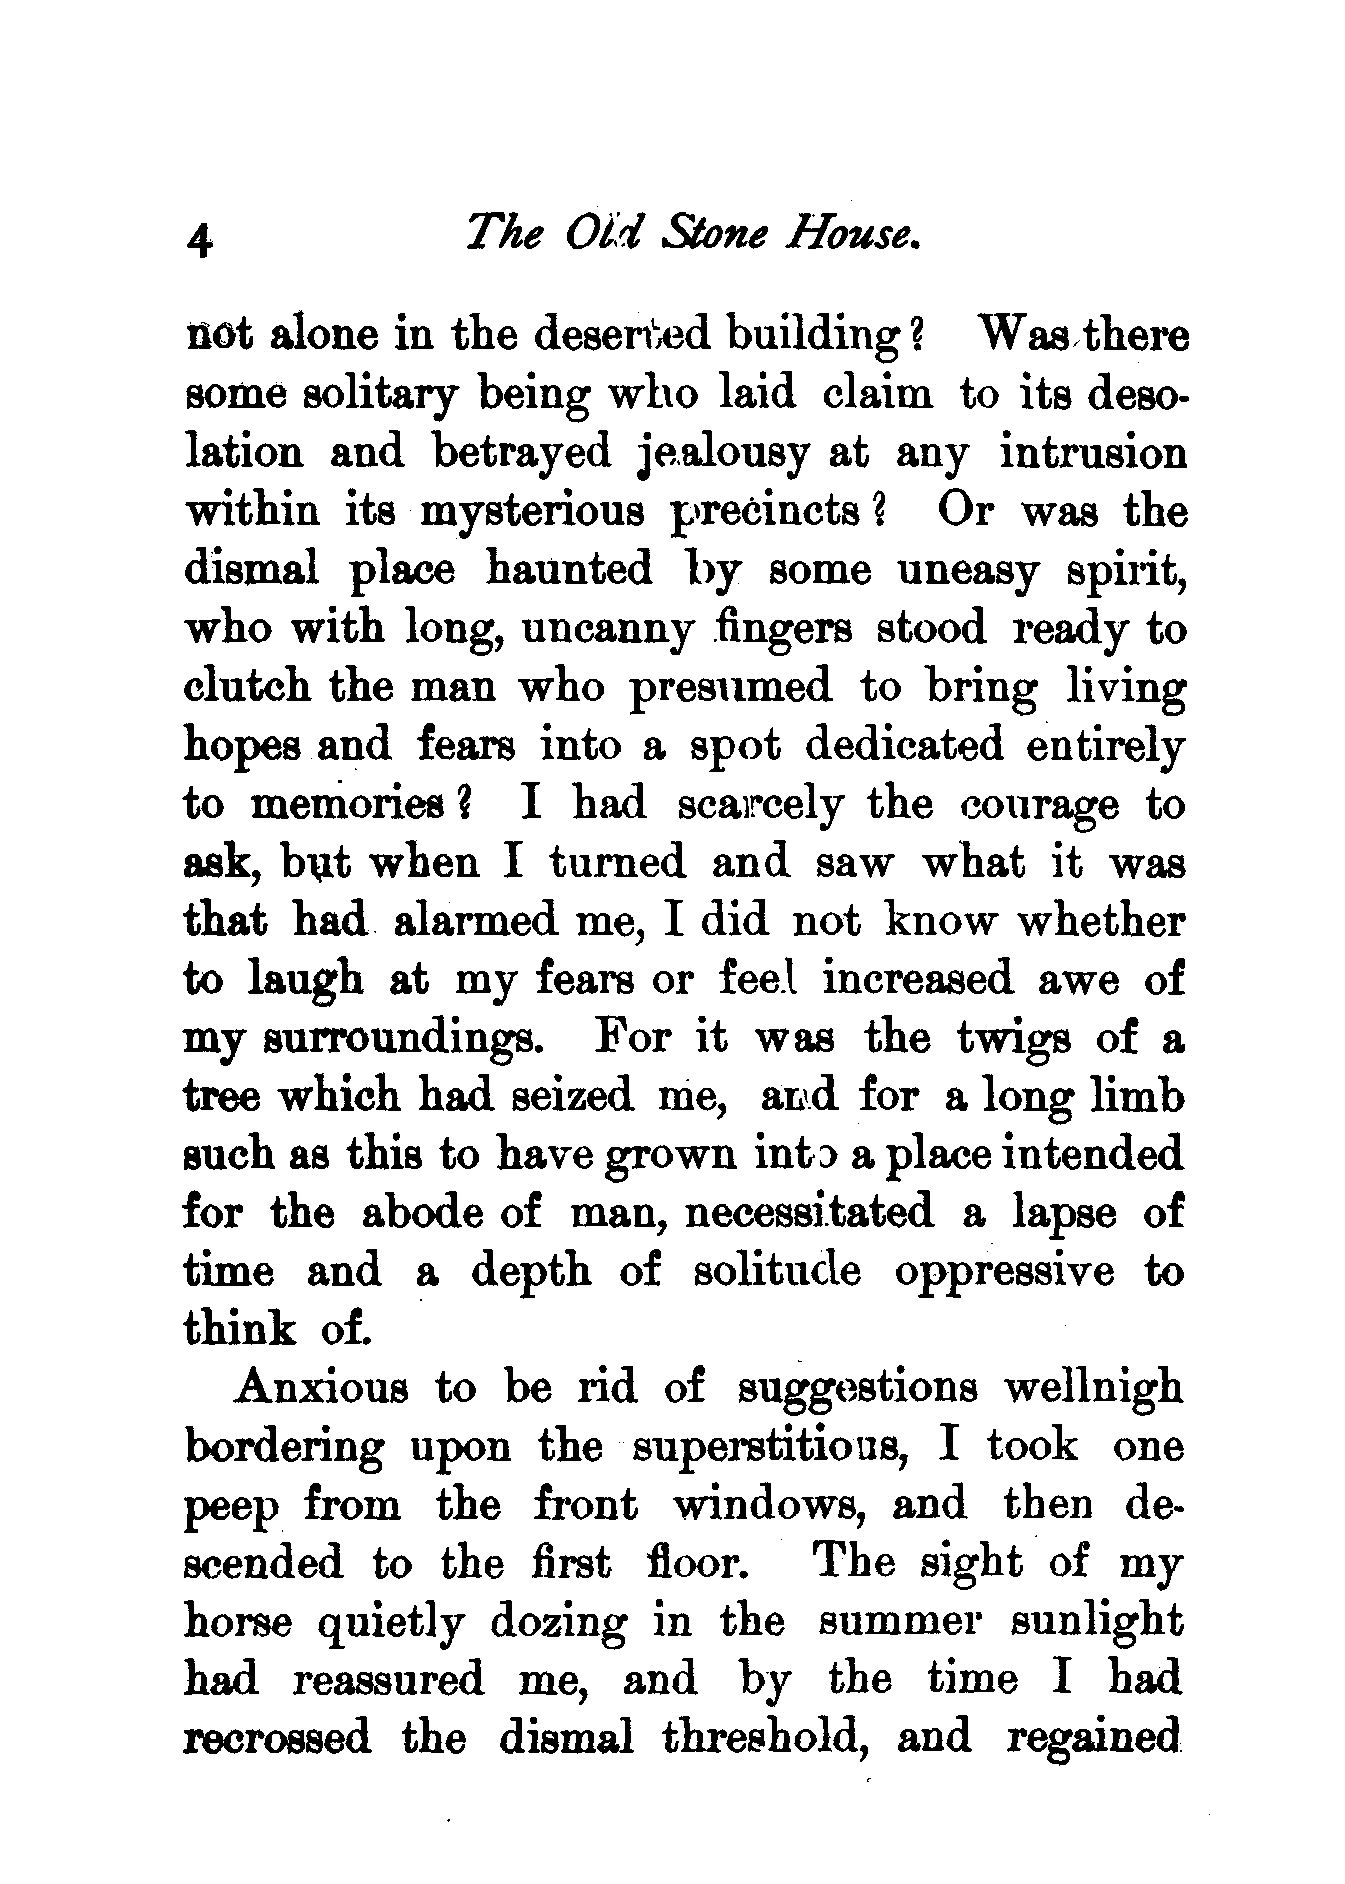 4 The Old Stone House.
not alone in the deserted building? Was there
some solitary being who laid claim to its deso-
lation and betrayed jealousy at any intrusion
within its mysterious precincts? Or was the
dismal place haunted by some uneasy spirit,
who with long, uncanny fingers stood ready to
clutch the man who presumed to bring living
hopes and fears into a spot dedicated entirely
to memories? I had scarcely the courage to
ask, but when I turned and saw what it was
that had alarmed me, I did not know whether
to laugh at my fears or feel increased awe of
my surroundings. For it was the twigs of a
tree which had seized me, and for a long limb
such as this to have grown into a place intended
for the abode of man, necessitated a lapse of
time and a depth of solitude oppressive to
think of.
Anxious to be rid of suggestions wellnigh
bordering upon the superstitious, I took one
peep from the front windows, and then de-
scended to the first floor. The sight of my
horse quietly dozing in the summer sunlight
had reassured me, and by the time I had
recrossed the dismal threshold, and regained